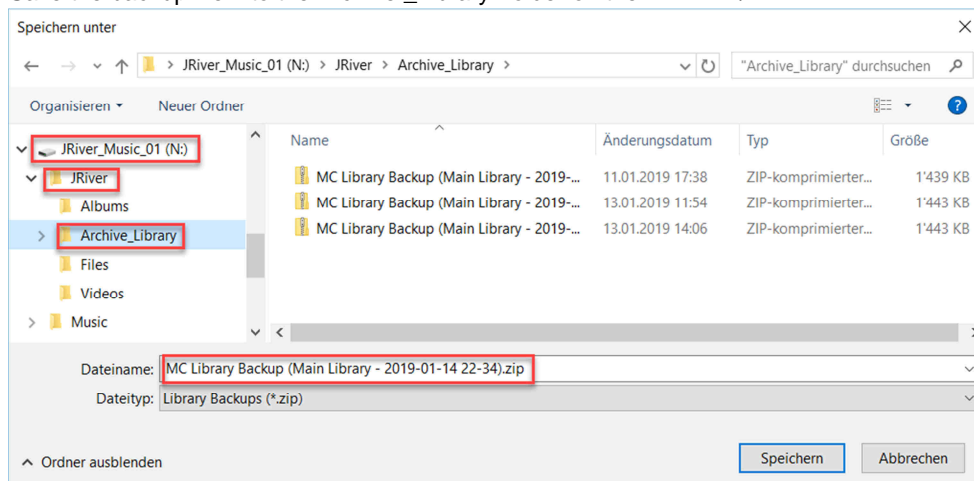 Speichern unter
JRiver_Music_01 (N:) > JRiver > Archive_Library >
"Archive_Library" durchsuchen
Organisieren
Neuer Ordner
Name
Änderungsdatum
Typ
Größe
JRiver_Music_01 (N:)
JRiver
Albums
Archive_Library
Files
Videos
Music
MC Library Backup (Main Library - 2019-... 11.01.2019 17:38 ZIP-komprimierter... 1'439 KB
MC Library Backup (Main Library - 2019-... 13.01.2019 11:54 ZIP-komprimierter... 1'443 KB
MC Library Backup (Main Library - 2019-... 13.01.2019 14:06 ZIP-komprimierter... 1'443 KB
Dateiname: MC Library Backup (Main Library - 2019-01-14 22-34).zip
Dateityp: Library Backups (*.zip)
Ordner ausblenden
Speichern
Abbrechen